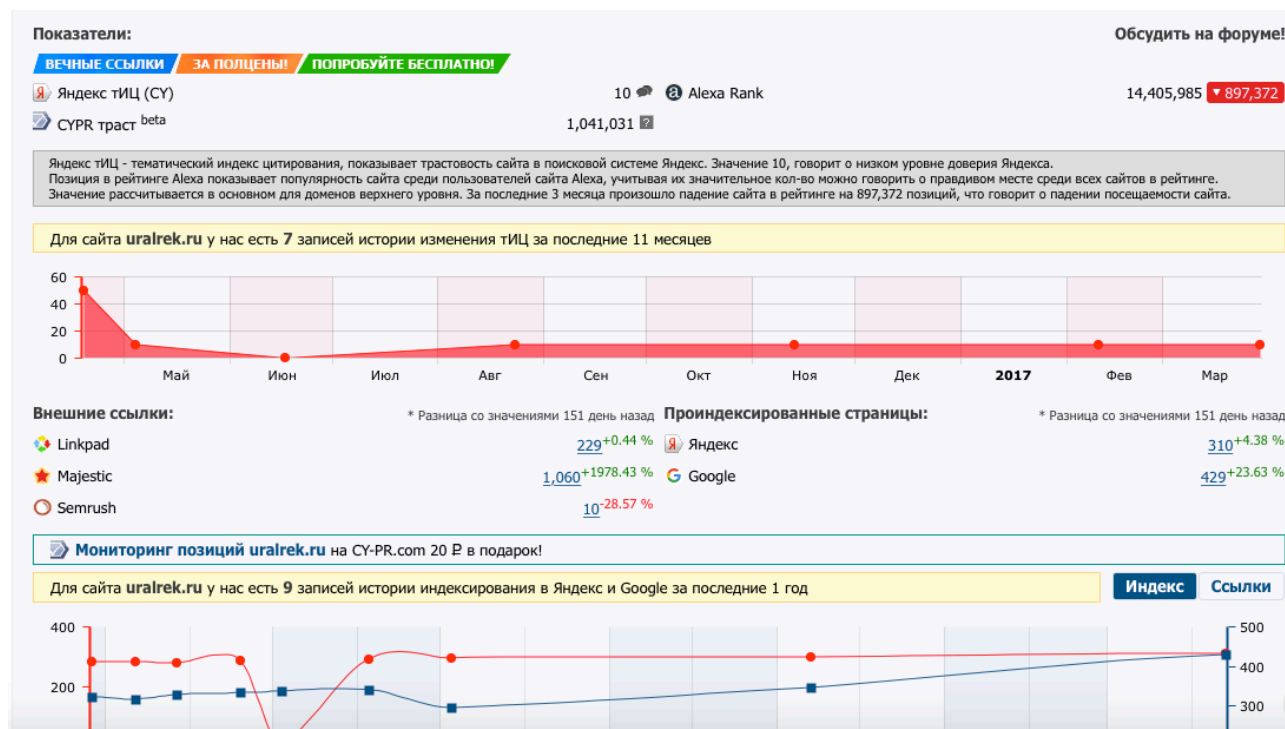 Показатели: Обсудить на форуме!
ВЕЧНЫЕ ССЫЛКИ ЗА ПОЛЦЕНЫ! ПОПРОБУЙТЕ БЕСПЛАТНО!
Яндекс тИЦ (CY) 10 Alexa Rank 14,405,985 ▼ 897,372
CYPR траст beta 1,041,031 ?
Яндекс тИЦ - тематический индекс цитирования, показывает трастовость сайта в поисковой системе Яндекс. Значение 10, говорит о низком уровне доверия Яндекса.
Позиция в рейтинге Alexa показывает популярность сайта среди пользователей сайта Alexa, учитывая их значительное кол-во можно говорить о правдивом месте среди всех сайтов в рейтинге.
Значение рассчитывается в основном для доменов верхнего уровня. За последние 3 месяца произошло падение сайта в рейтинге на 897,372 позиций, что говорит о падении посещаемости сайта.
Для сайта uralrek.ru у нас есть 7 записей истории изменения тИЦ за последние 11 месяцев
60
40
20
0
Май Июн Июл Авг Сен Окт Ноя Дек 2017 Фев Мар
Внешние ссылки: * Разница со значениями 151 день назад Проиндексированные страницы: * Разница со значениями 151 день назад
Linkpad 229 +0.44 % Яндекс 310 +4.38 %
Majestic 1,060 +1978.43 % Google 429 +23.63 %
Semrush 10 -28.57 %
Мониторинг позиций uralrek.ru на CY-PR.com 20 ₽ в подарок!
Для сайта uralrek.ru у нас есть 9 записей истории индексирования в Яндекс и Google за последние 1 год Индекс Ссылки
400 500
400
200
300